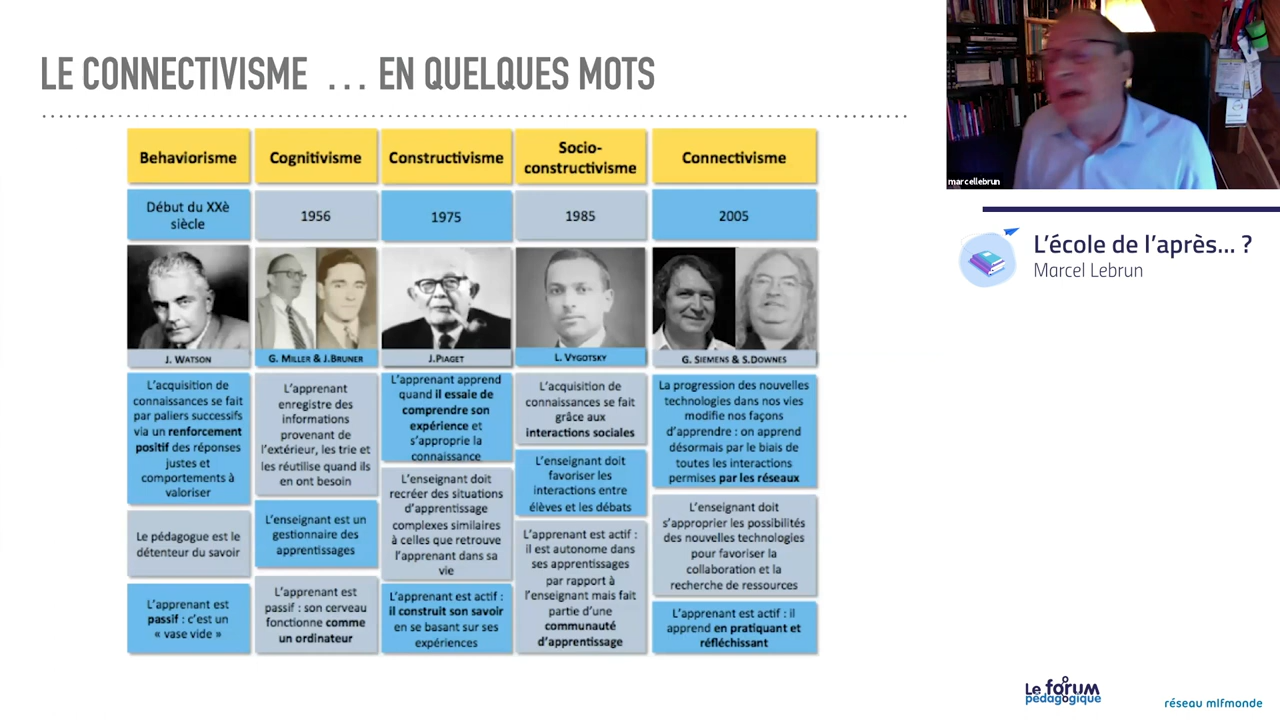 LE CONNECTIVISME ... EN QUELQUES MOTS
Behaviorisme
Début du XXè
siècle
J. WATSON
L'acquisition de
connaissances se fait
par paliers successifs
via un renforcement
positif des réponses
justes et
comportements à
valoriser
Le pédagogue est le
détenteur du savoir
L'apprenant est
passif : c'est un
« vase vide »
Cognitivisme
1956
G. MILLER & J.BRUNER
L'apprenant
enregistre des
informations
provenant de
l'extérieur, les trie et
les réutilise quand ils
en ont besoin
L'enseignant est un
gestionnaire des
apprentissages
L'apprenant est
passif : son cerveau
fonctionne comme
un ordinateur
Constructivisme
1975
J.PIAGET
L'apprenant apprend
quand il essaie de
comprendre son
expérience et
s'approprie la
connaissance
L'enseignant doit
recréer des situations
d'apprentissage
complexes similaires
à celles que retrouve
l'apprenant dans sa
vie
L'apprenant est actif :
il construit son savoir
en se basant sur ses
expériences
Socio-
constructivisme
1985
L. VYGOTSKY
L'acquisition de
connaissances se fait
grâce aux
interactions sociales
L'enseignant doit
favoriser les
interactions entre
élèves et les débats
L'apprenant est actif :
il est autonome dans
ses apprentissages
par rapport à
l'enseignant mais fait
partie d'une
communauté
d'apprentissage
Connectivisme
2005
G. SIEMENS & S.DOWNES
La progression des nouvelles
technologies dans nos vies
modifie nos façons
d'apprendre : on apprend
désormais par le biais de
toutes les interactions
permises par les réseaux
L'enseignant doit
s'approprier les possibilités
des nouvelles technologies
pour favoriser la
collaboration et la
recherche de ressources
L'apprenant est actif : il
apprend en pratiquant et
réfléchissant
marcellebrun
L'école de l'après... ?
Marcel Lebrun
Le forum
pédagogique
réseau mlfmonde